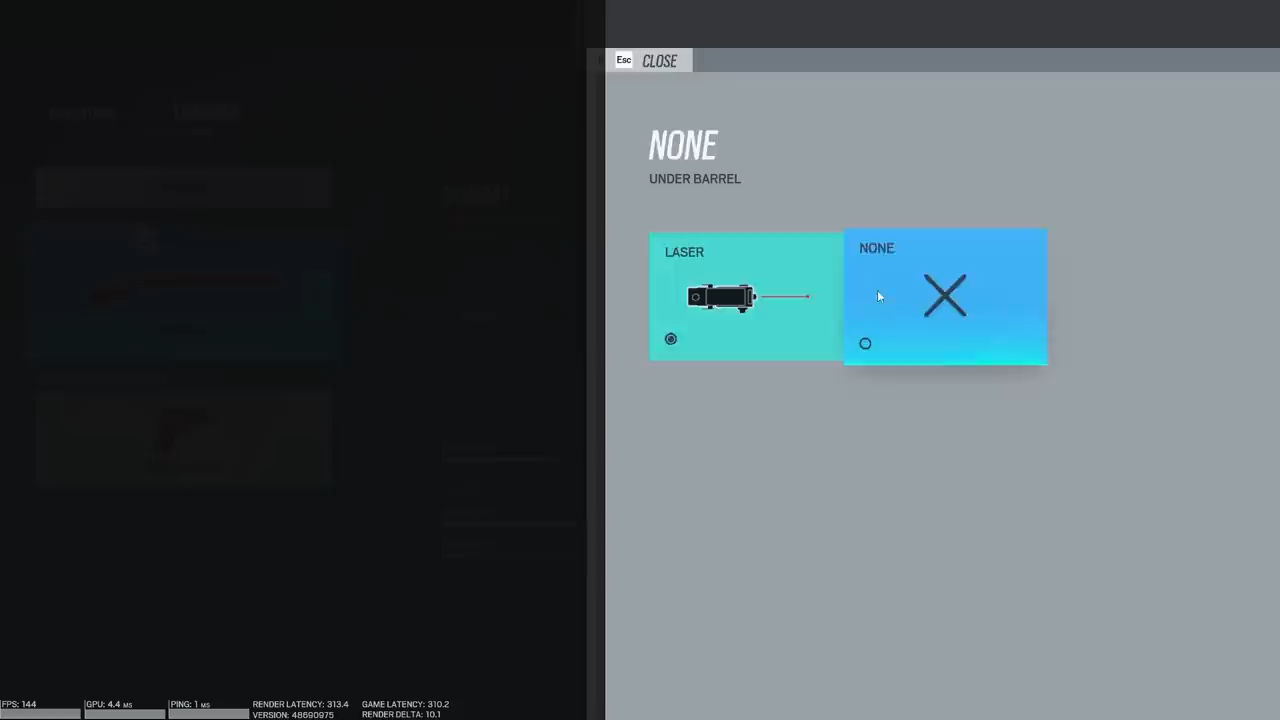 Esc CLOSE
NONE
UNDER BARREL
LASER
NONE
FPS: 144
GPU: 4.4 MS
PING: 1 MS
RENDER LATENCY: 313.4
GAME LATENCY: 310.2
VERSION: 48690975
RENDER DELTA: 10.1